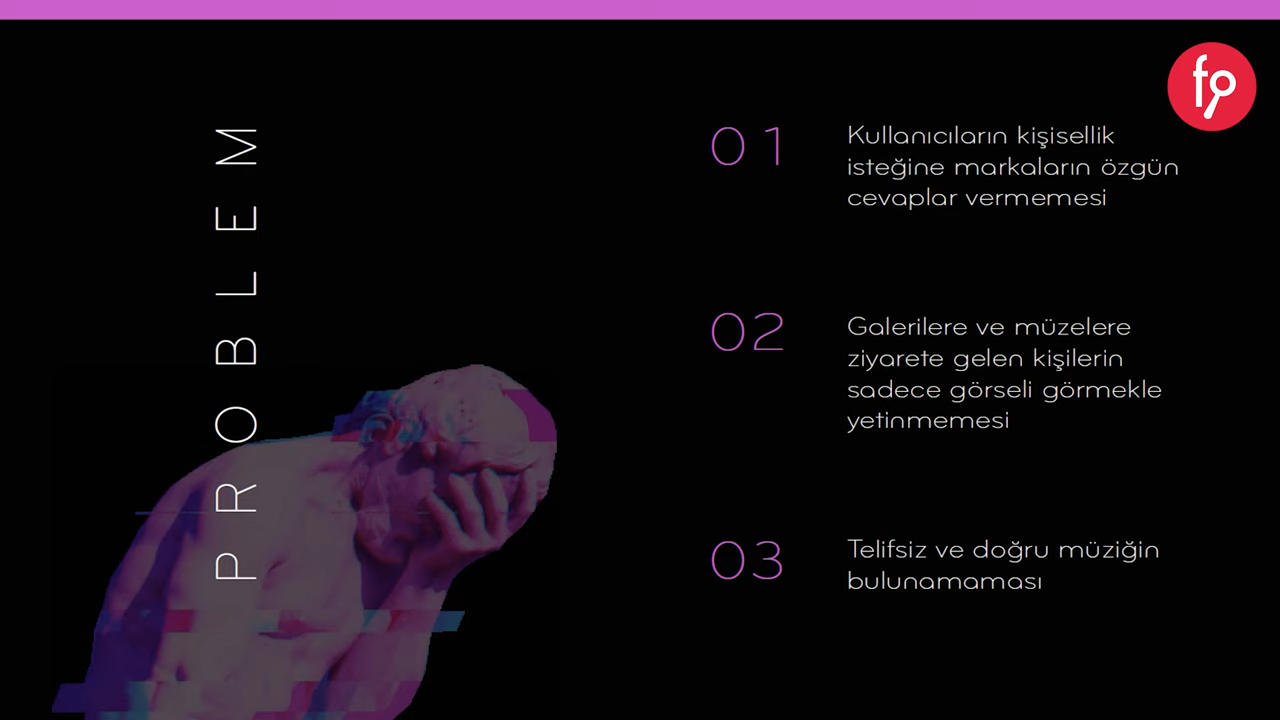 PROBLEM
fp
01
Kullanıcıların kişisellik
isteğine markaların özgün
cevaplar vermemesi
02
Galerilere ve müzelere
ziyarete gelen kişilerin
sadece görseli görmekle
yetinmemesi
03
Telifsiz ve doğru müziğin
bulunamaması